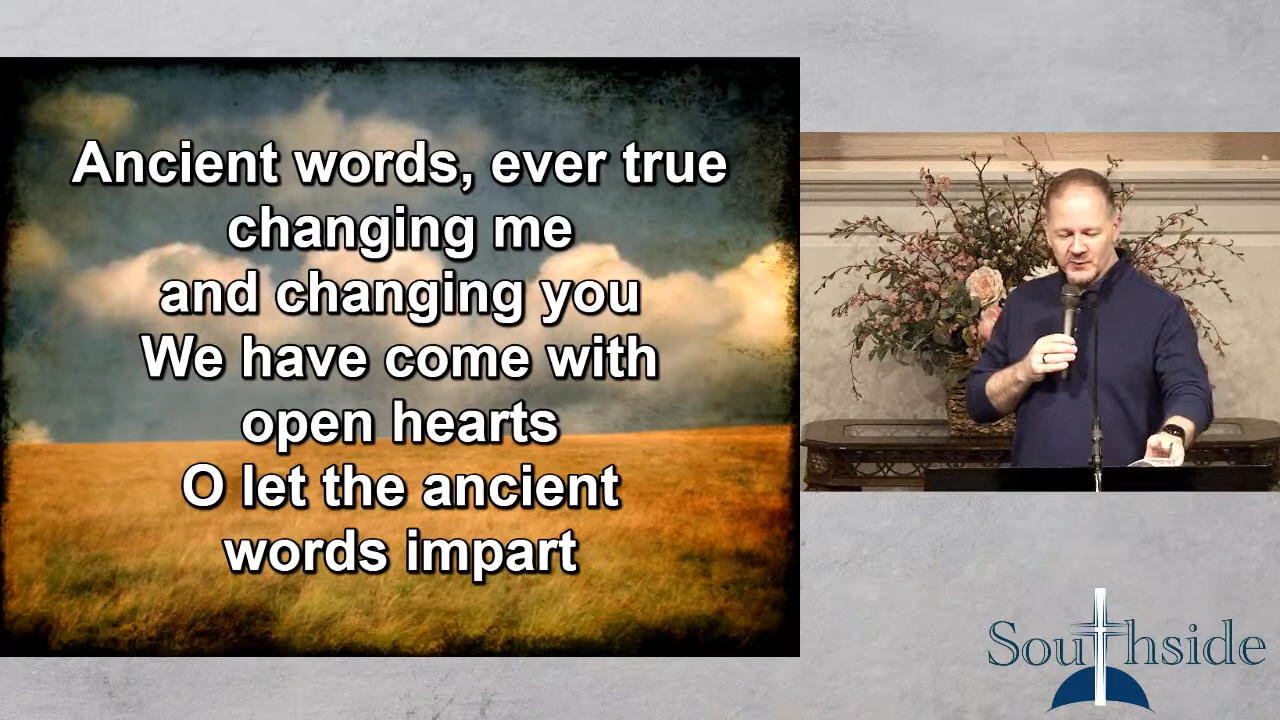 Ancient words, ever true
changing me
and changing you
We have come with
open hearts
O let the ancient
words impart
Southside